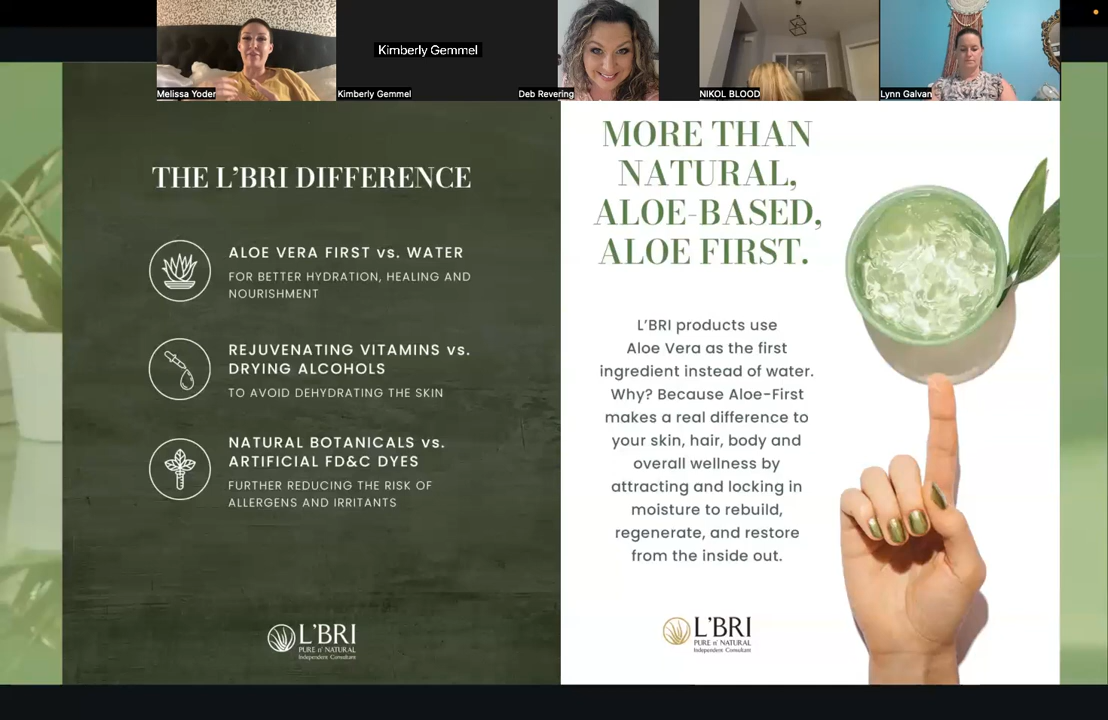 Kimberly Gemmel
Melissa Yoder
Kimberly Gemmel
Deb Revering
NIKOL BLOOD
Lynn Galvan
THE L'BRI DIFFERENCE
ALOE VERA FIRST vs. WATER
FOR BETTER HYDRATION, HEALING AND
NOURISHMENT
REJUVENATING VITAMINS vs.
DRYING ALCOHOLS
TO AVOID DEHYDRATING THE SKIN
NATURAL BOTANICALS vs.
ARTIFICIAL FD&C DYES
FURTHER REDUCING THE RISK OF
ALLERGENS AND IRRITANTS
L'BRI
PURE n' NATURAL
Independent Consultant
MORE THAN
NATURAL,
ALOE-BASED,
ALOE FIRST.
L'BRI products use
Aloe Vera as the first
ingredient instead of water.
Why? Because Aloe-First
makes a real difference to
your skin, hair, body and
overall wellness by
attracting and locking in
moisture to rebuild,
regenerate, and restore
from the inside out.
L'BRI
PURE n' NATURAL
Independent Consultant